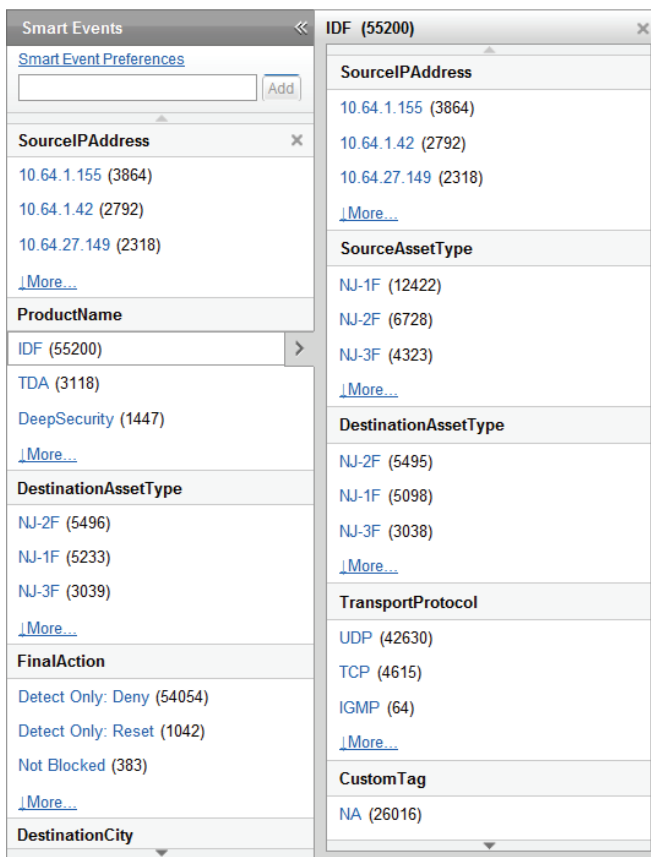 Smart Events
Smart Event Preferences
Add
SourceIPAddress
10.64.1.155 (3864)
10.64.1.42 (2792)
10.64.27.149 (2318)
↓More...
ProductName
IDF (55200)
TDA (3118)
DeepSecurity (1447)
↓More...
DestinationAssetType
NJ-2F (5496)
NJ-1F (5233)
NJ-3F (3039)
↓More...
FinalAction
Detect Only: Deny (54054)
Detect Only: Reset (1042)
Not Blocked (383)
↓More...
DestinationCity
IDF (55200)
SourceIPAddress
10.64.1.155 (3864)
10.64.1.42 (2792)
10.64.27.149 (2318)
↓More...
SourceAssetType
NJ-1F (12422)
NJ-2F (6728)
NJ-3F (4323)
↓More...
DestinationAssetType
NJ-2F (5495)
NJ-1F (5098)
NJ-3F (3038)
↓More...
TransportProtocol
UDP (42630)
TCP (4615)
IGMP (64)
↓More...
CustomTag
NA (26016)